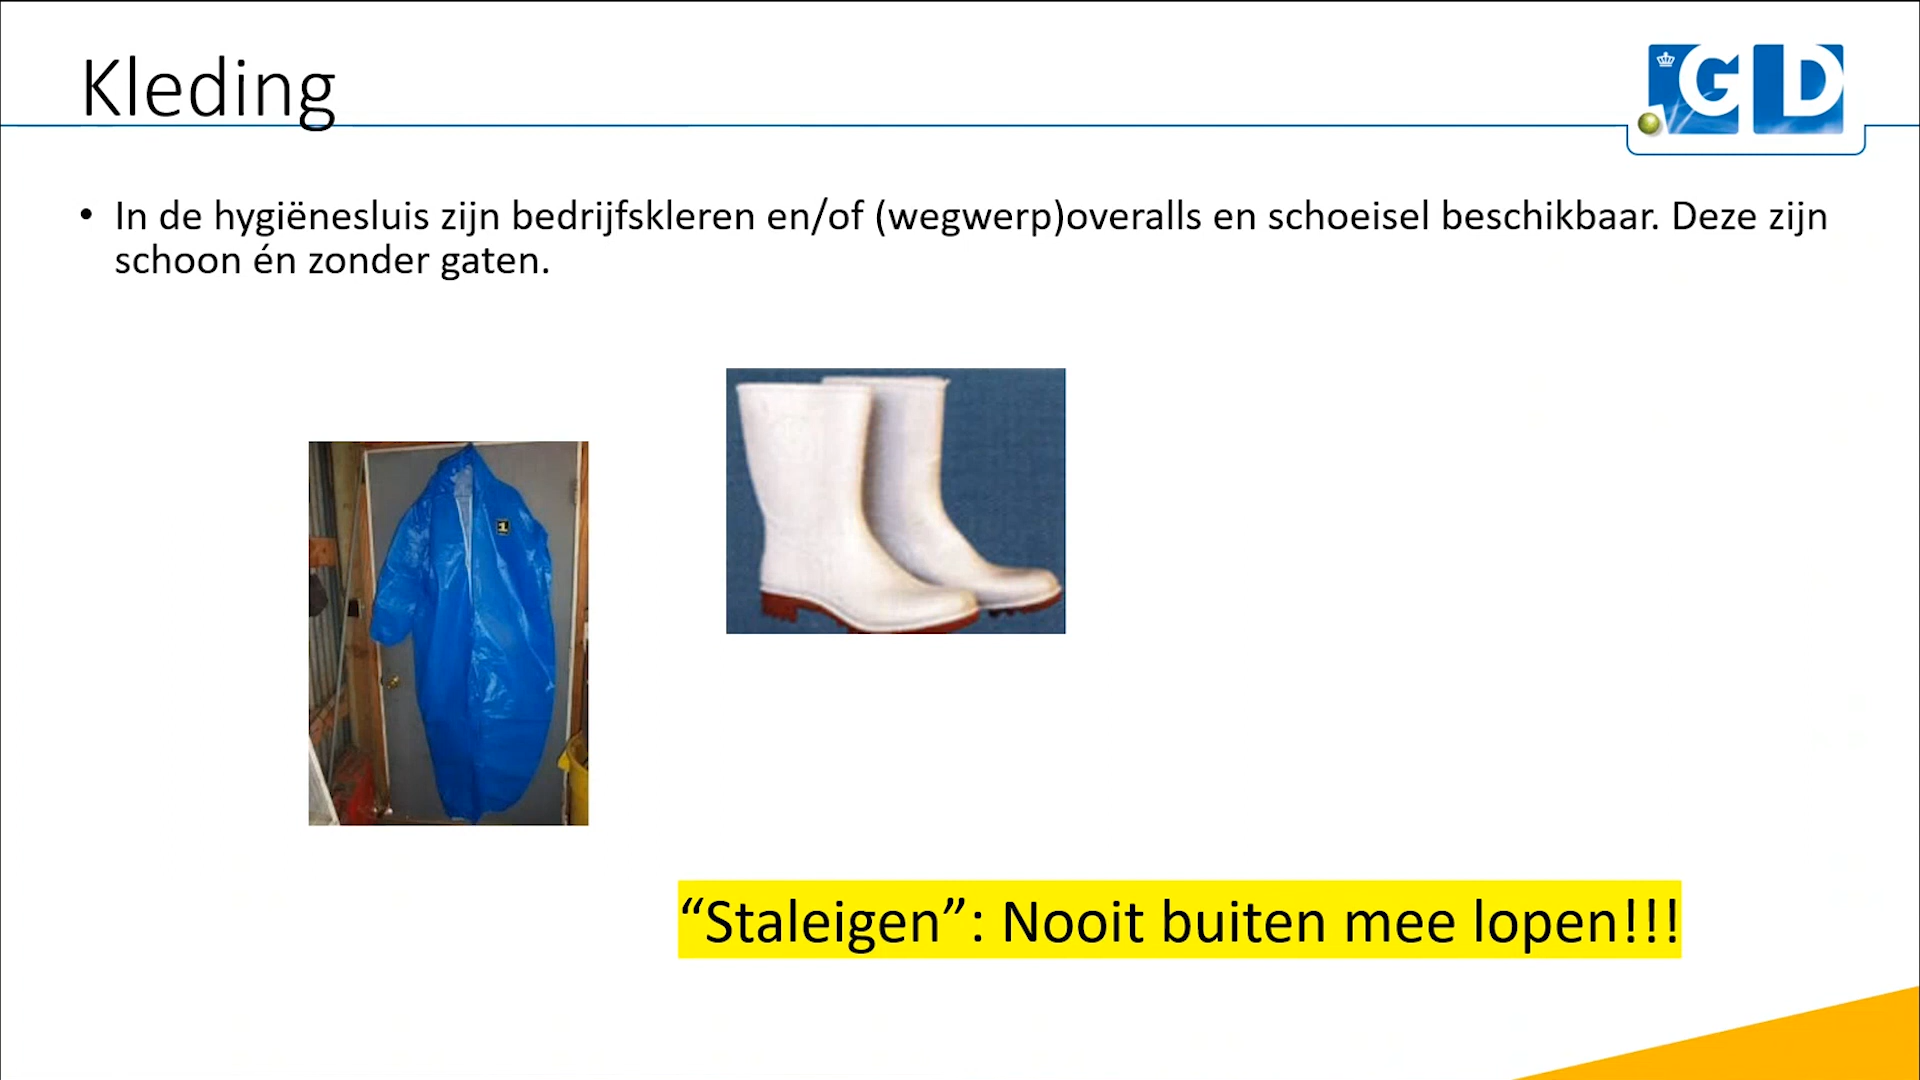 Kleding
GD
• In de hygiënesluis zijn bedrijfskleren en/of (wegwerp)overalls en schoeisel beschikbaar. Deze zijn
schoon én zonder gaten.
“Staleigen”: Nooit buiten mee lopen!!!